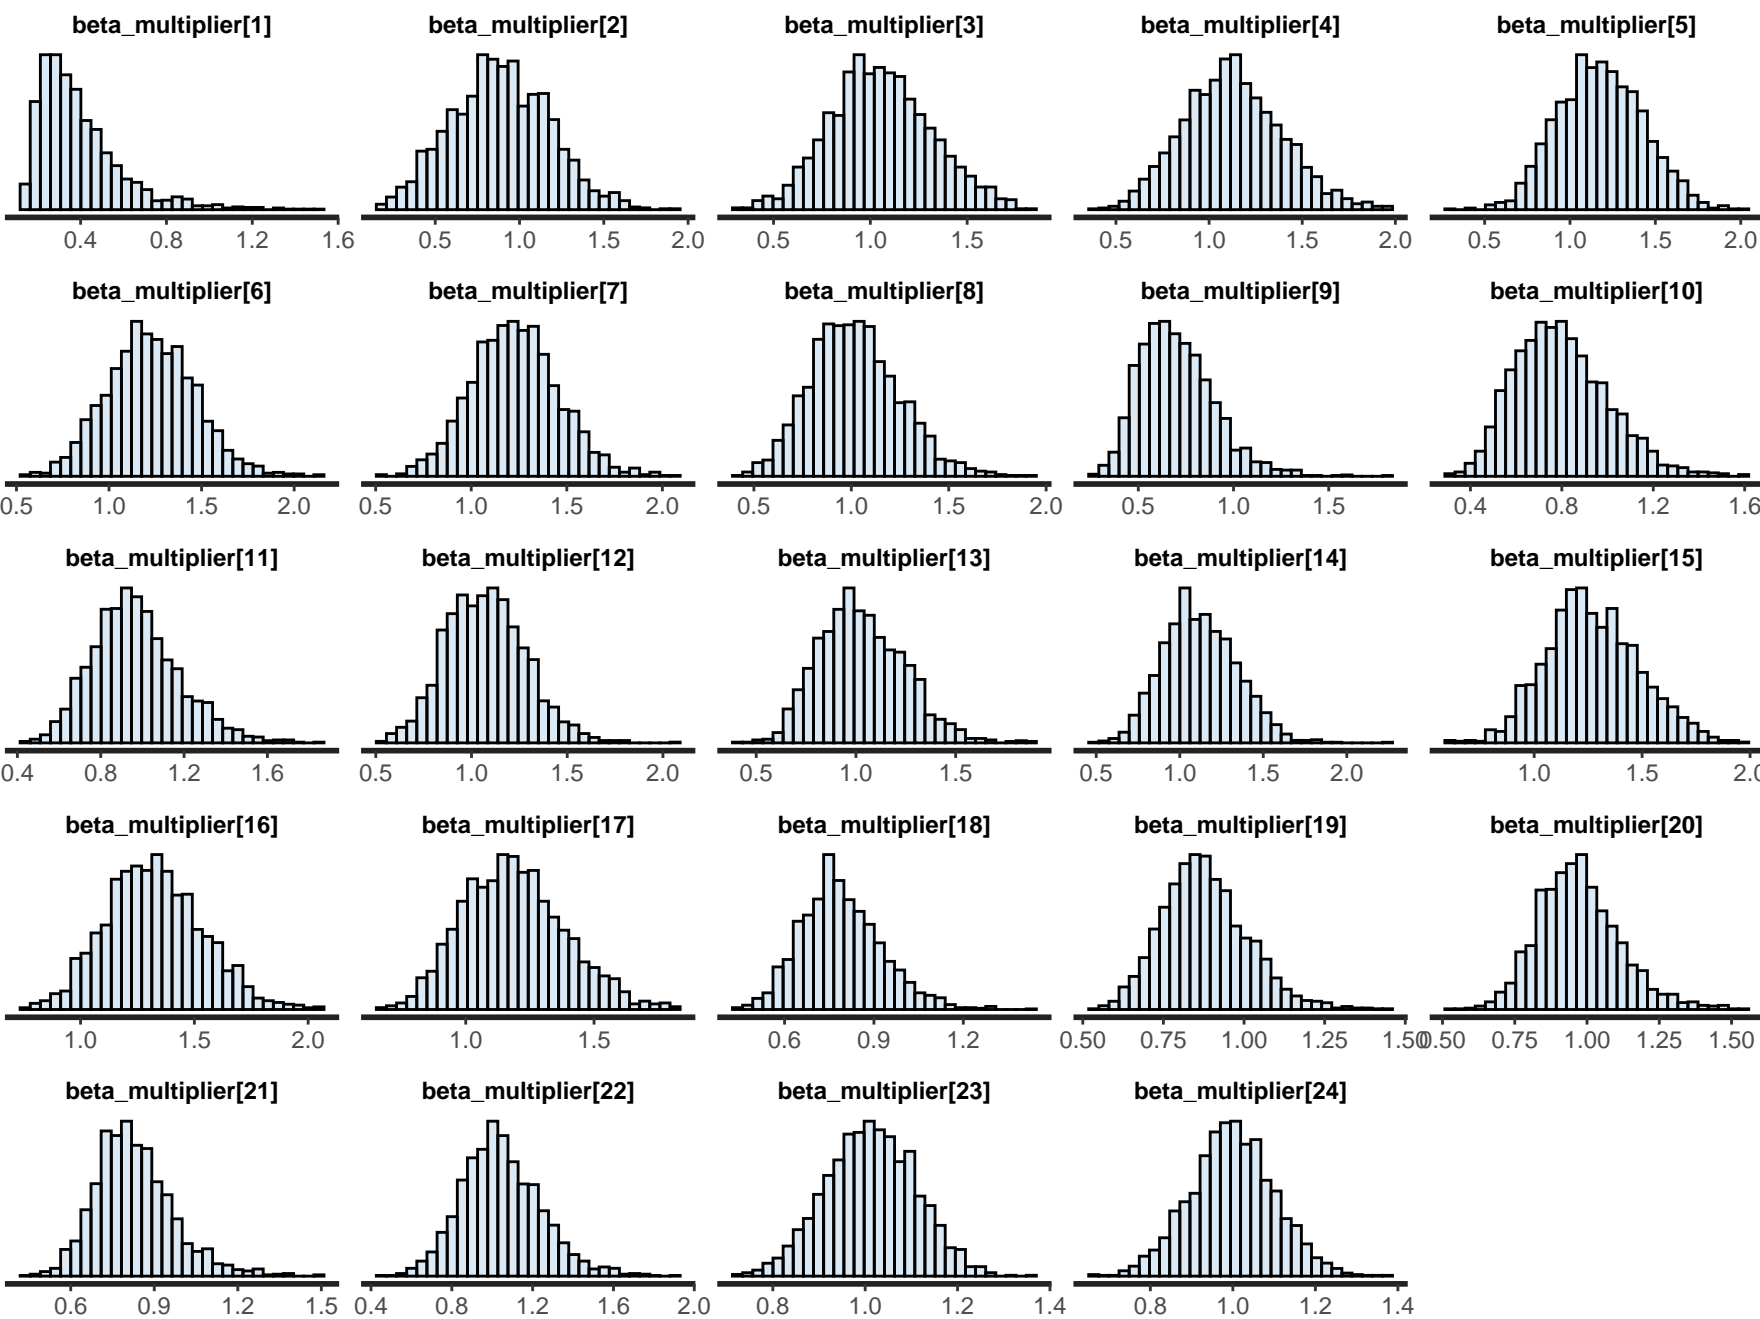 beta_multiplier[1] beta_multiplier[2] beta_multiplier[3] beta_multiplier[4] beta_multiplier[5]
0.4 0.8 1.2 1.6 0.5 1.0 1.5 2.0 0.5 1.0 1.5 0.5 1.0 1.5 2.0 0.5 1.0 1.5 2.0
beta_multiplier[6] beta_multiplier[7] beta_multiplier[8] beta_multiplier[9] beta_multiplier[10]
0.5 1.0 1.5 2.0 0.5 1.0 1.5 2.0 0.5 1.0 1.5 2.0 0.5 1.0 1.5 0.4 0.8 1.2 1.6
beta_multiplier[11] beta_multiplier[12] beta_multiplier[13] beta_multiplier[14] beta_multiplier[15]
0.4 0.8 1.2 1.6 0.5 1.0 1.5 2.0 0.5 1.0 1.5 0.5 1.0 1.5 2.0 1.0 1.5 2.0
beta_multiplier[16] beta_multiplier[17] beta_multiplier[18] beta_multiplier[19] beta_multiplier[20]
1.0 1.5 2.0 1.0 1.5 0.6 0.9 1.2 0.50 0.75 1.00 1.25 1.50 0.50 0.75 1.00 1.25 1.50
beta_multiplier[21] beta_multiplier[22] beta_multiplier[23] beta_multiplier[24]
0.6 0.9 1.2 1.5 0.4 0.8 1.2 1.6 2.0 0.8 1.0 1.2 1.4 0.8 1.0 1.2 1.4